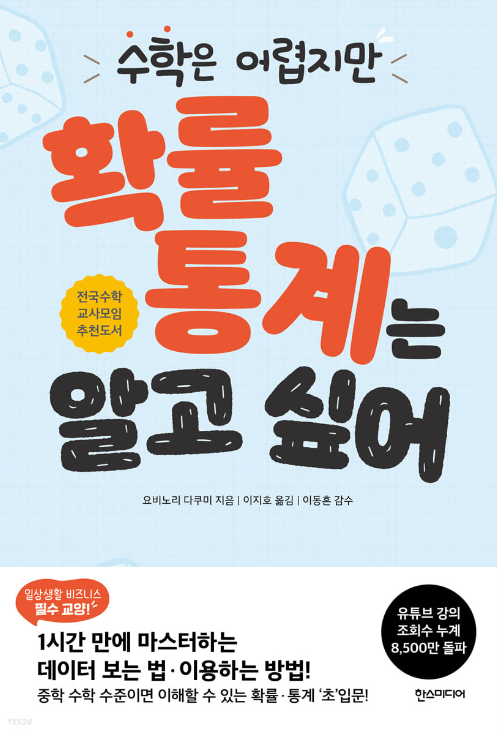 수학은 어렵지만
확률
통계는
알고 싶어
전국수학
교사모임
추천도서
요비노리 다쿠미 지음 | 이지호 옮김 | 이동흔 감수
일상생활 비즈니스
필수 교양!
1시간 만에 마스터하는
데이터 보는 법·이용하는 방법!
중학 수학 수준이면 이해할 수 있는 확률·통계 ‘초’입문!
유튜브 강의
조회수 누계
8,500만 돌파
한스미디어
YES24